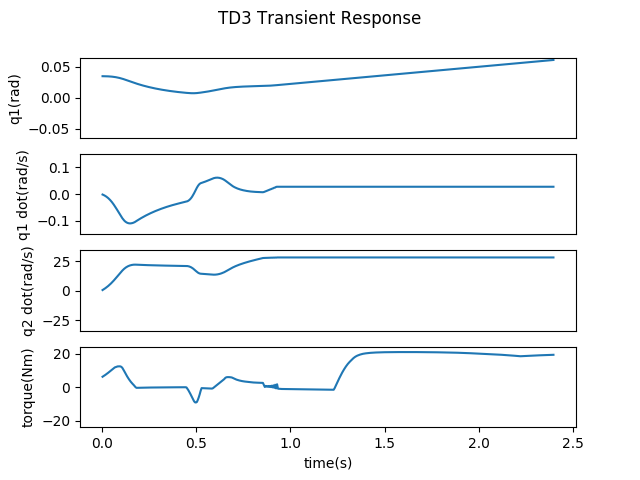 TD3 Transient Response
q1(rad)
0.05
0.00
−0.05
q1 dot(rad/s)
0.1
0.0
−0.1
q2 dot(rad/s)
25
0
−25
torque(Nm)
20
0
−20
0.0 0.5 1.0 1.5 2.0 2.5
time(s)